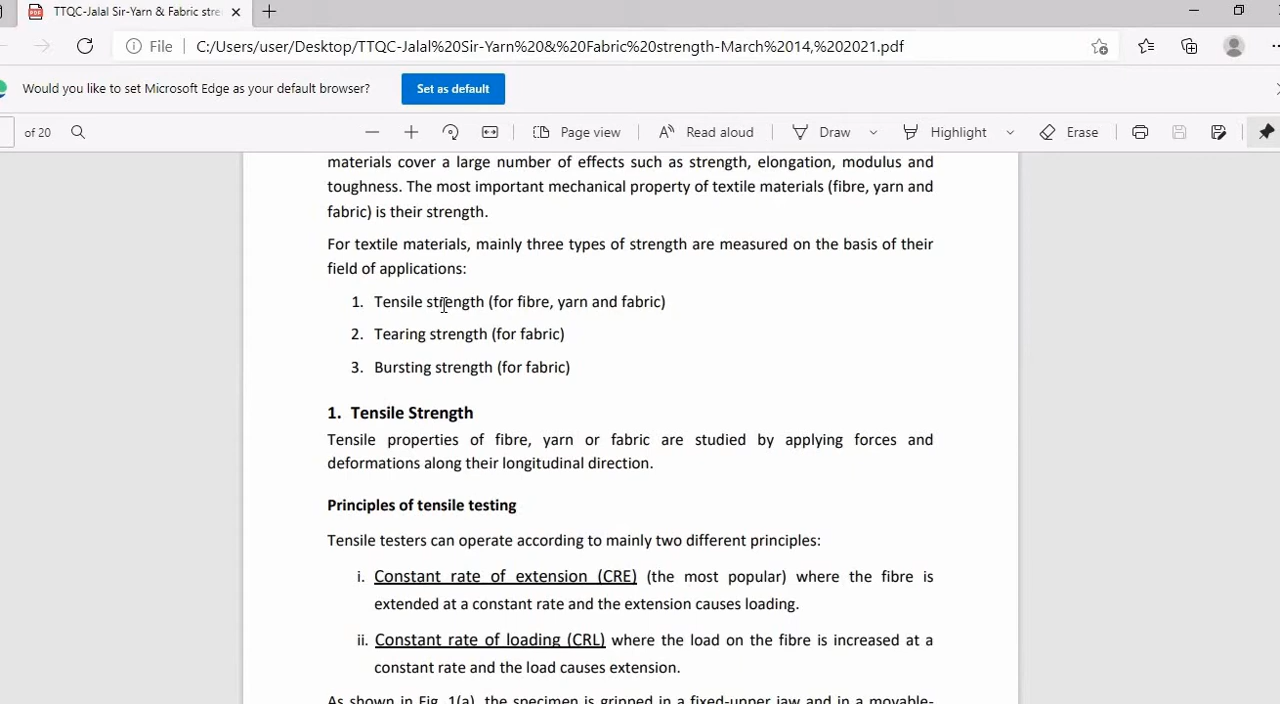 TTQC-Jalal Sir-Yarn & Fabric stre
File
C:/Users/user/Desktop/TTQC-Jalal%20Sir-Yarn%20&%20Fabric%20strength-March%2014,%202021.pdf
Would you like to set Microsoft Edge as your default browser?
Set as default
of 20
Page view
Read aloud
Draw
Highlight
Erase
materials cover a large number of effects such as strength, elongation, modulus and
toughness. The most important mechanical property of textile materials (fibre, yarn and
fabric) is their strength.
For textile materials, mainly three types of strength are measured on the basis of their
field of applications:
1. Tensile strength (for fibre, yarn and fabric)
2. Tearing strength (for fabric)
3. Bursting strength (for fabric)
1. Tensile Strength
Tensile properties of fibre, yarn or fabric are studied by applying forces and
deformations along their longitudinal direction.
Principles of tensile testing
Tensile testers can operate according to mainly two different principles:
i. Constant rate of extension (CRE) (the most popular) where the fibre is
extended at a constant rate and the extension causes loading.
ii. Constant rate of loading (CRL) where the load on the fibre is increased at a
constant rate and the load causes extension.
As shown in Fig. 1(a), the specimen is gripped in a fixed-upper jaw and in a movable-